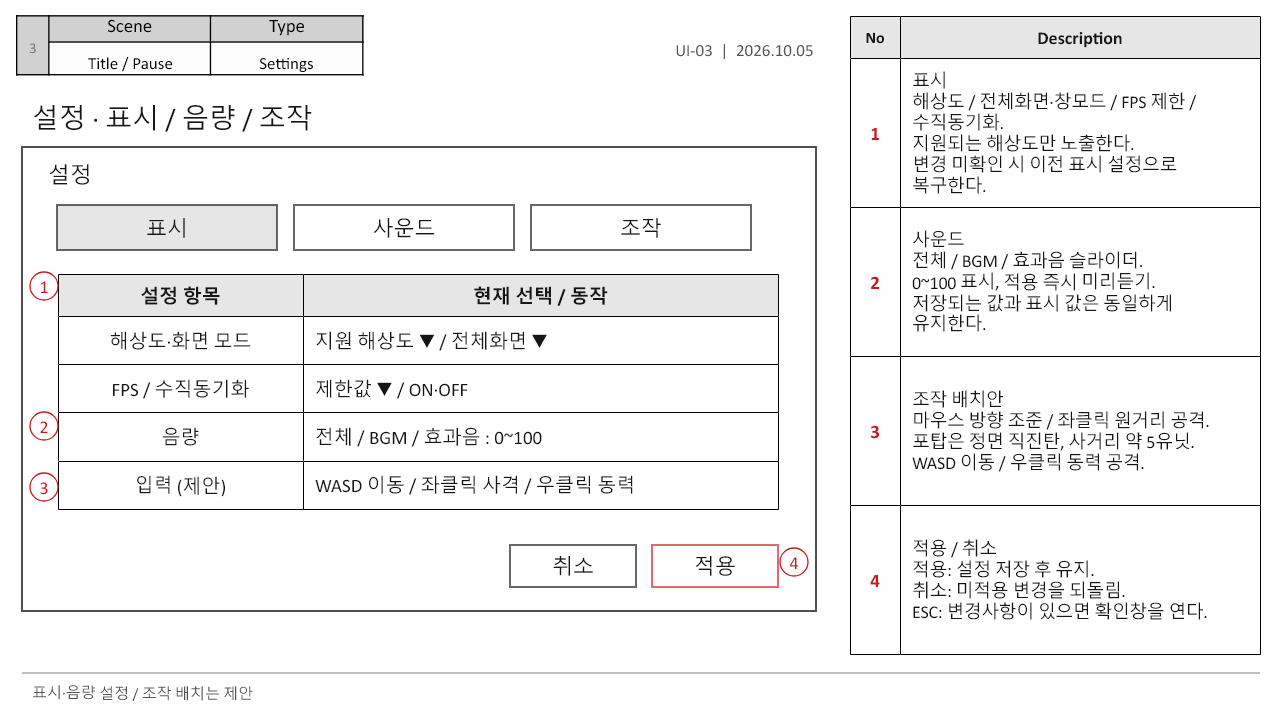 3
Scene
Type
Title / Pause
Settings
UI-03 | 2026.10.05
설정 · 표시 / 음량 / 조작
설정
표시
사운드
조작
1
설정 항목
현재 선택 / 동작
해상도·화면 모드
지원 해상도 ▼ / 전체화면 ▼
FPS / 수직동기화
제한값 ▼ / ON·OFF
2
음량
전체 / BGM / 효과음 : 0~100
3
입력 (제안)
WASD 이동 / 좌클릭 사격 / 우클릭 동력
취소
적용
4
No
Description
1
표시
해상도 / 전체화면·창모드 / FPS 제한 /
수직동기화.
지원되는 해상도만 노출한다.
변경 미확인 시 이전 표시 설정으로
복구한다.
2
사운드
전체 / BGM / 효과음 슬라이더.
0~100 표시, 적용 즉시 미리듣기.
저장되는 값과 표시 값은 동일하게
유지한다.
3
조작 배치안
마우스 방향 조준 / 좌클릭 원거리 공격.
포탑은 정면 직진탄, 사거리 약 5유닛.
WASD 이동 / 우클릭 동력 공격.
4
적용 / 취소
적용: 설정 저장 후 유지.
취소: 미적용 변경을 되돌림.
ESC: 변경사항이 있으면 확인창을 연다.
표시·음량 설정 / 조작 배치는 제안